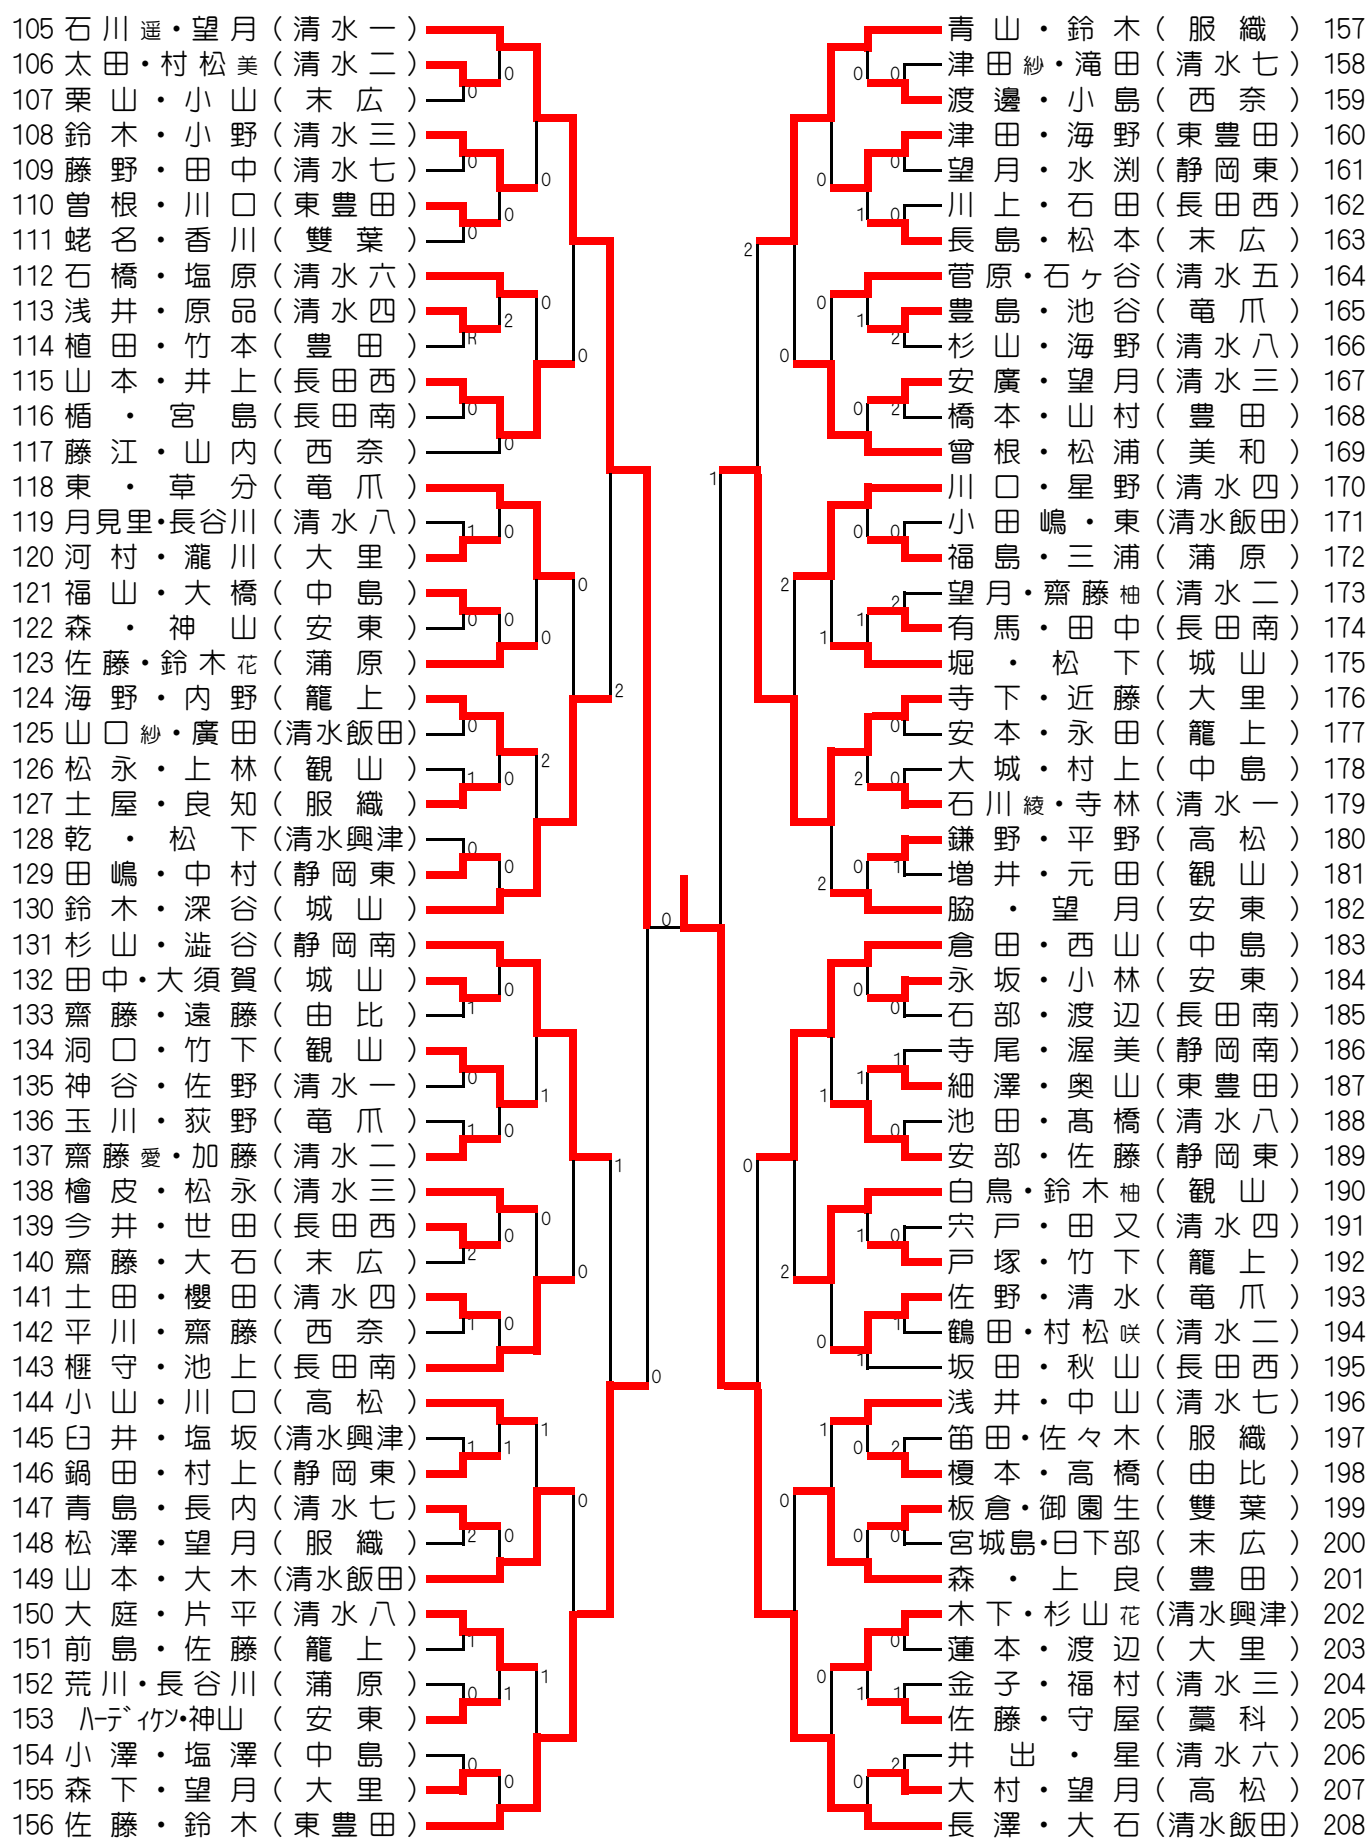 105 石川遥・望月(清水一)
106 太田・村松美(清水二)
107 栗山・小山(末広)
108 鈴木・小野(清水三)
109 藤野・田中(清水七)
110 曽根・川口(東豊田)
111 蛯名・香川(雙葉)
112 石橋・塩原(清水六)
113 浅井・原品(清水四)
114 植田・竹本(豊田)
115 山本・井上(長田西)
116 楯・宮島(長田南)
117 藤江・山内(西奈)
118 東・草分(竜爪)
119 月見里・長谷川(清水八)
120 河村・瀧川(大里)
121 福山・大橋(中島)
122 森・神山(安東)
123 佐藤・鈴木花(蒲原)
124 海野・内野(籠上)
125 山口紗・廣田(清水飯田)
126 松永・上林(観山)
127 土屋・良知(服織)
128 乾・松下(清水興津)
129 田嶋・中村(静岡東)
130 鈴木・深谷(城山)
131 杉山・澁谷(静岡南)
132 田中・大須賀(城山)
133 齋藤・遠藤(由比)
134 洞口・竹下(観山)
135 神谷・佐野(清水一)
136 玉川・荻野(竜爪)
137 齋藤愛・加藤(清水二)
138 檜皮・松永(清水三)
139 今井・世田(長田西)
140 齋藤・大石(末広)
141 土田・櫻田(清水四)
142 平川・齋藤(西奈)
143 榧守・池上(長田南)
144 小山・川口(高松)
145 臼井・塩坂(清水興津)
146 鍋田・村上(静岡東)
147 青島・長内(清水七)
148 松澤・望月(服織)
149 山本・大木(清水飯田)
150 大庭・片平(清水八)
151 前島・佐藤(籠上)
152 荒川・長谷川(蒲原)
153 ハーディケン・神山(安東)
154 小澤・塩澤(中島)
155 森下・望月(大里)
156 佐藤・鈴木(東豊田)
青山・鈴木(服織) 157
津田紗・滝田(清水七) 158
渡邊・小島(西奈) 159
津田・海野(東豊田) 160
望月・水渕(静岡東) 161
川上・石田(長田西) 162
長島・松本(末広) 163
菅原・石ヶ谷(清水五) 164
豊島・池谷(竜爪) 165
杉山・海野(清水八) 166
安廣・望月(清水三) 167
橋本・山村(豊田) 168
曾根・松浦(美和) 169
川口・星野(清水四) 170
小田嶋・東(清水飯田) 171
福島・三浦(蒲原) 172
望月・齋藤柚(清水二) 173
有馬・田中(長田南) 174
堀・松下(城山) 175
寺下・近藤(大里) 176
安本・永田(籠上) 177
大城・村上(中島) 178
石川綾・寺林(清水一) 179
鎌野・平野(高松) 180
増井・元田(観山) 181
脇・望月(安東) 182
倉田・西山(中島) 183
永坂・小林(安東) 184
石部・渡辺(長田南) 185
寺尾・渥美(静岡南) 186
細澤・奥山(東豊田) 187
池田・髙橋(清水八) 188
安部・佐藤(静岡東) 189
白鳥・鈴木柚(観山) 190
宍戸・田又(清水四) 191
戸塚・竹下(籠上) 192
佐野・清水(竜爪) 193
鶴田・村松咲(清水二) 194
坂田・秋山(長田西) 195
浅井・中山(清水七) 196
笛田・佐々木(服織) 197
榎本・高橋(由比) 198
板倉・御園生(雙葉) 199
宮城島・日下部(末広) 200
森・上良(豊田) 201
木下・杉山花(清水興津) 202
蓮本・渡辺(大里) 203
金子・福村(清水三) 204
佐藤・守屋(藁科) 205
井出・星(清水六) 206
大村・望月(高松) 207
長澤・大石(清水飯田) 208